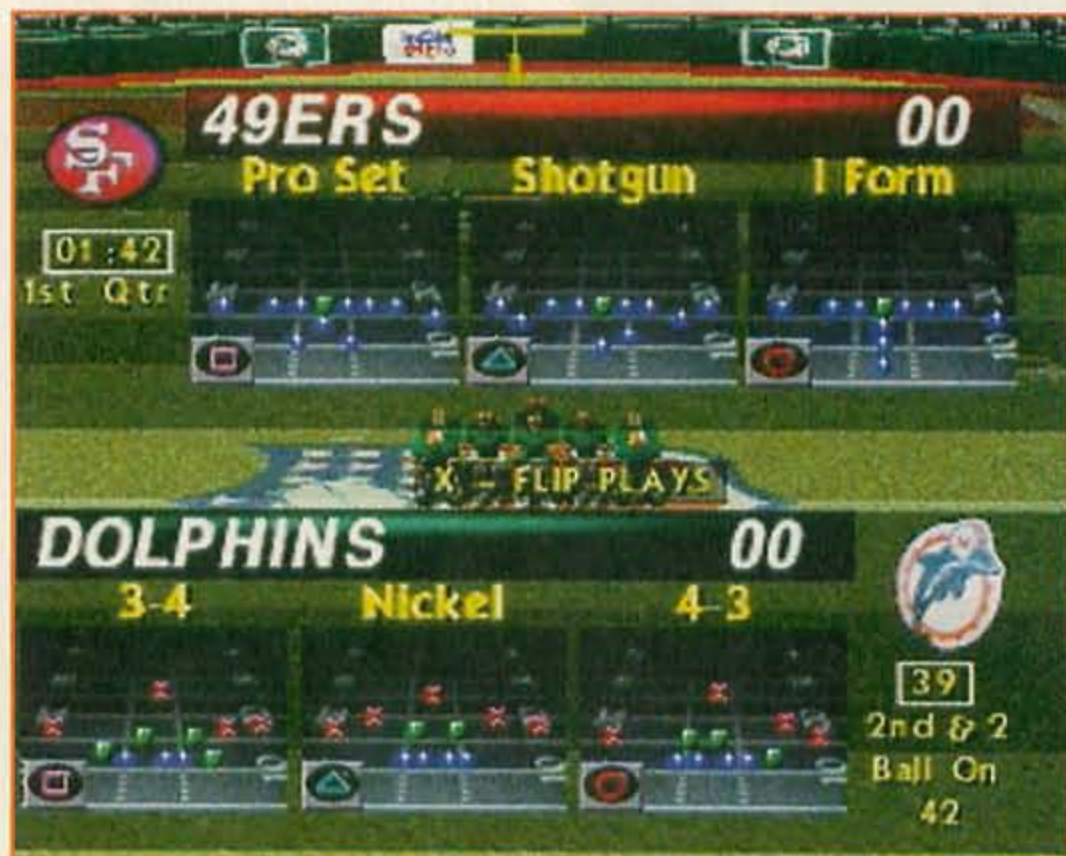 49ERS 00
Pro Set Shotgun I Form
SF
01:42
1st Qtr
X - FLIP PLAYS
DOLPHINS 00
3-4 Nickel 4-3
39
2nd & 2
Ball On
42